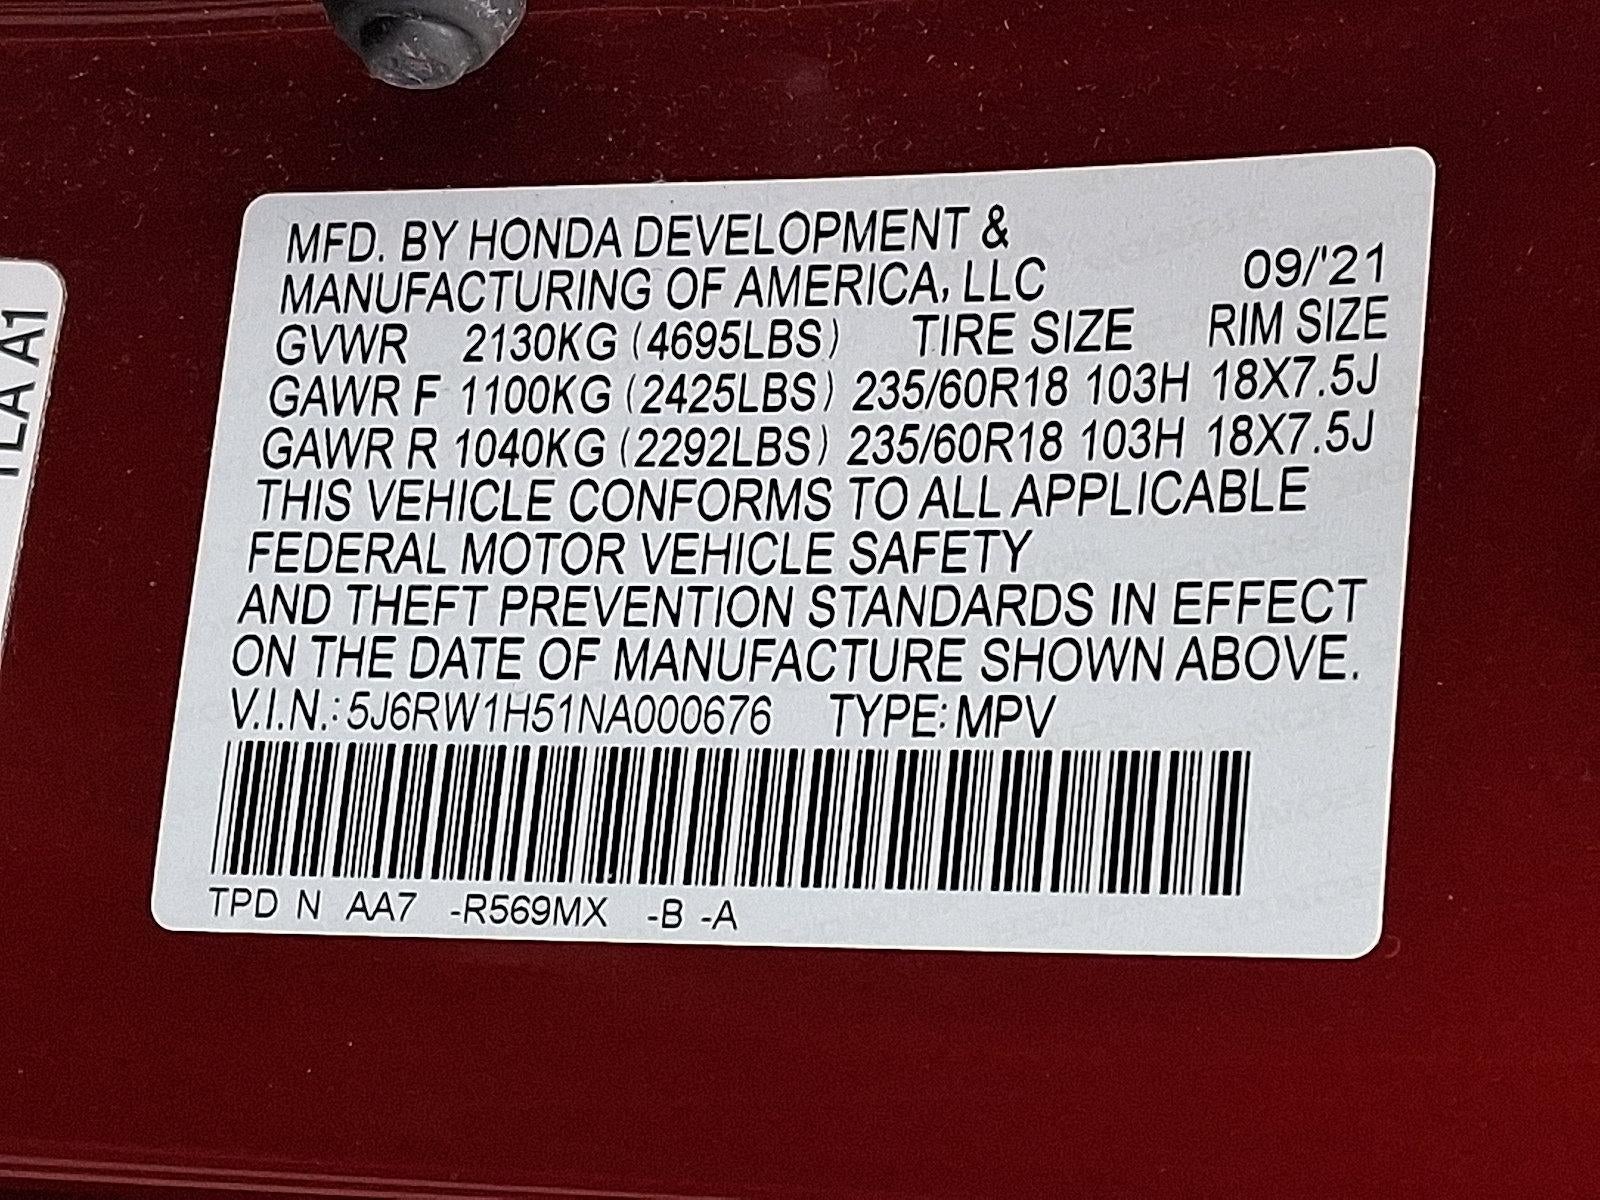 MFD. BY HONDA DEVELOPMENT &
MANUFACTURING OF AMERICA, LLC 09/'21
GVWR 2130KG (4695LBS) TIRE SIZE RIM SIZE
GAWR F 1100KG (2425LBS) 235/60R18 103H 18X7.5J
GAWR R 1040KG (2292LBS) 235/60R18 103H 18X7.5J
THIS VEHICLE CONFORMS TO ALL APPLICABLE
FEDERAL MOTOR VEHICLE SAFETY
AND THEFT PREVENTION STANDARDS IN EFFECT
ON THE DATE OF MANUFACTURE SHOWN ABOVE.
V.I.N.: 5J6RW1H51NA000676 TYPE: MPV
TPD N AA7 -R569MX -B -A
TLA A1